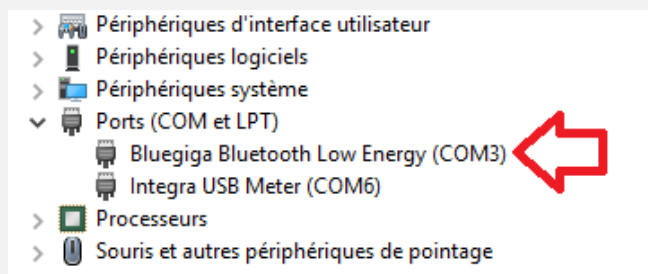 Périphériques d'interface utilisateur
Périphériques logiciels
Périphériques système
Ports (COM et LPT)
Bluegiga Bluetooth Low Energy (COM3)
Integra USB Meter (COM6)
Processeurs
Souris et autres périphériques de pointage